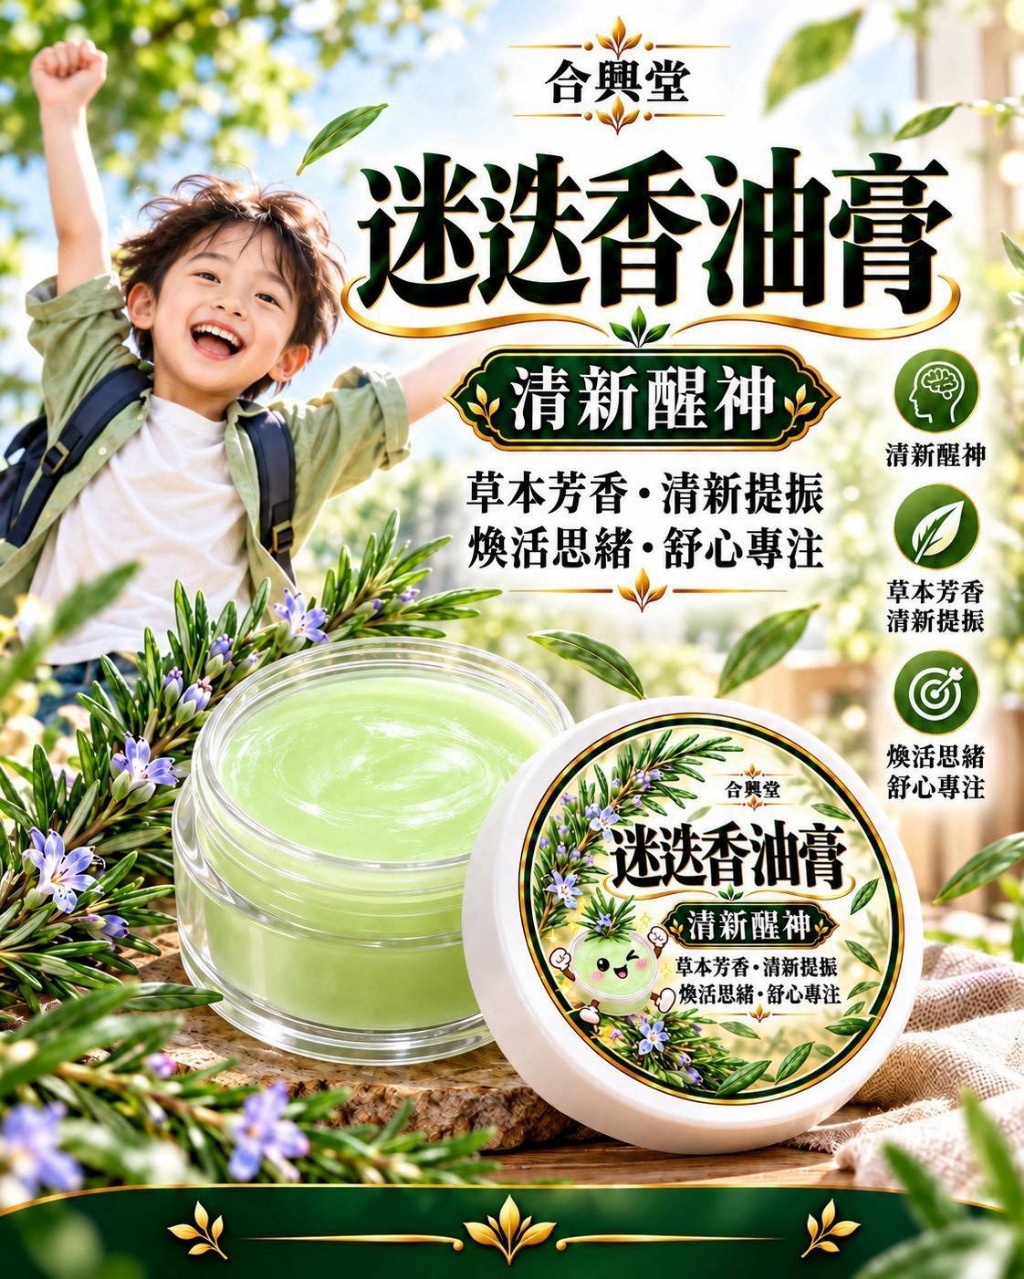 合興堂
迷迭香油膏
清新醒神
草本芳香・清新提振
煥活思緒・舒心專注
清新醒神
草本芳香
清新提振
煥活思緒
舒心專注
合興堂
迷迭香油膏
清新醒神
草本芳香・清新提振
煥活思緒・舒心專注